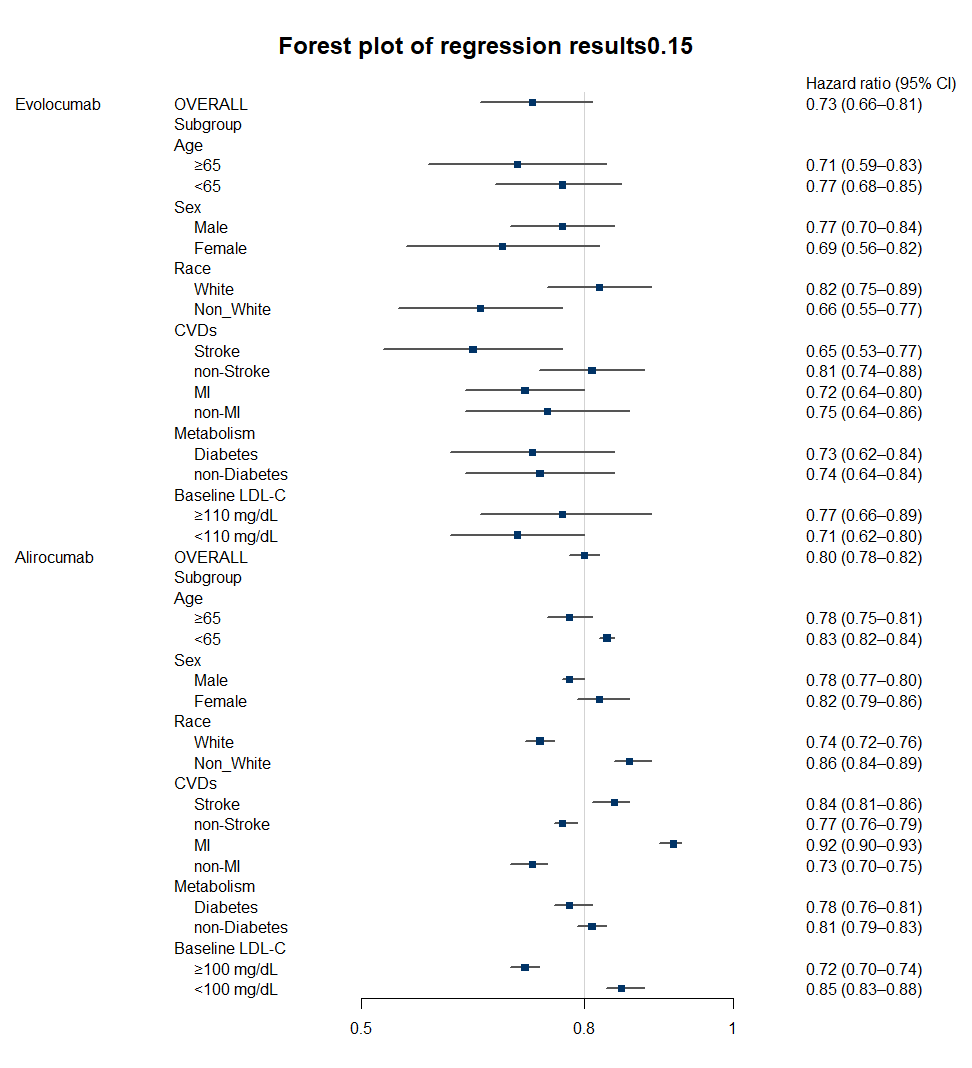 Forest plot of regression results0.15
Hazard ratio (95% CI)
Evolocumab OVERALL 0.73 (0.66–0.81)
Subgroup
Age
≥65 0.71 (0.59–0.83)
<65 0.77 (0.68–0.85)
Sex
Male 0.77 (0.70–0.84)
Female 0.69 (0.56–0.82)
Race
White 0.82 (0.75–0.89)
Non_White 0.66 (0.55–0.77)
CVDs
Stroke 0.65 (0.53–0.77)
non-Stroke 0.81 (0.74–0.88)
MI 0.72 (0.64–0.80)
non-MI 0.75 (0.64–0.86)
Metabolism
Diabetes 0.73 (0.62–0.84)
non-Diabetes 0.74 (0.64–0.84)
Baseline LDL-C
≥110 mg/dL 0.77 (0.66–0.89)
<110 mg/dL 0.71 (0.62–0.80)
Alirocumab OVERALL 0.80 (0.78–0.82)
Subgroup
Age
≥65 0.78 (0.75–0.81)
<65 0.83 (0.82–0.84)
Sex
Male 0.78 (0.77–0.80)
Female 0.82 (0.79–0.86)
Race
White 0.74 (0.72–0.76)
Non_White 0.86 (0.84–0.89)
CVDs
Stroke 0.84 (0.81–0.86)
non-Stroke 0.77 (0.76–0.79)
MI 0.92 (0.90–0.93)
non-MI 0.73 (0.70–0.75)
Metabolism
Diabetes 0.78 (0.76–0.81)
non-Diabetes 0.81 (0.79–0.83)
Baseline LDL-C
≥100 mg/dL 0.72 (0.70–0.74)
<100 mg/dL 0.85 (0.83–0.88)
0.5 0.8 1